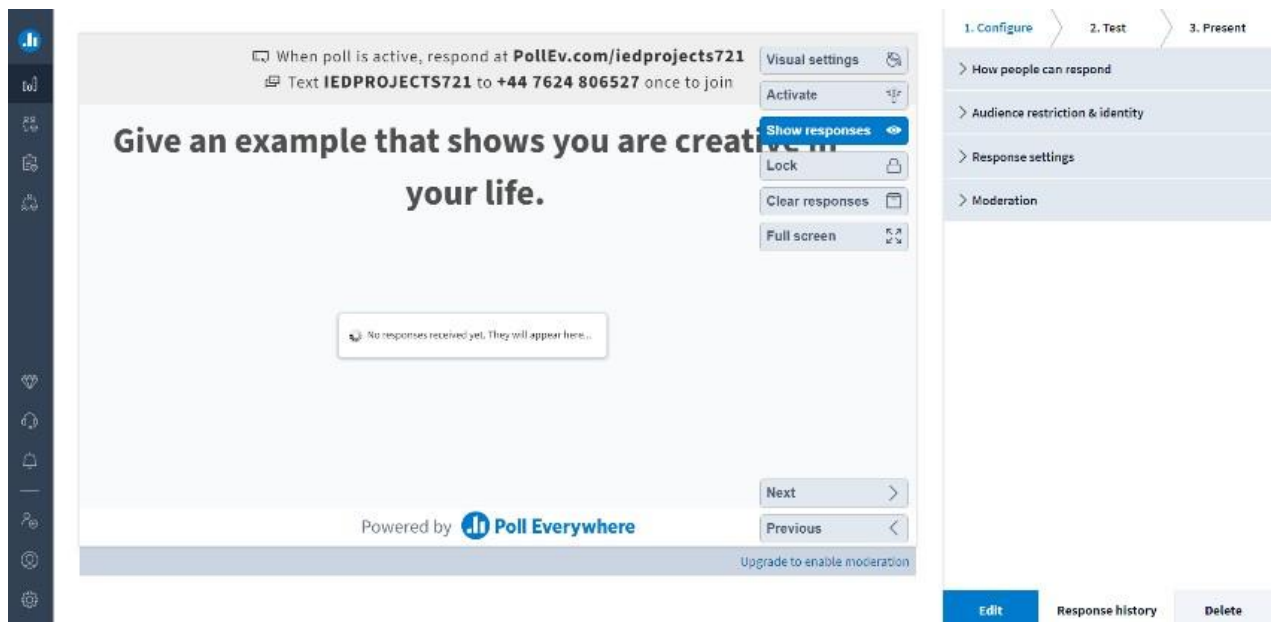 When poll is active, respond at PollEv.com/iedprojects721
Text IEDPROJECTS721 to +44 7624 806527 once to join
Give an example that shows you are creative in
your life.
No responses received yet. They will appear here...
Powered by Poll Everywhere
Visual settings
Activate
Show responses
Lock
Clear responses
Full screen
Next
Previous
Upgrade to enable moderation
1. Configure
2. Test
3. Present
How people can respond
Audience restriction & identity
Response settings
Moderation
Edit
Response history
Delete